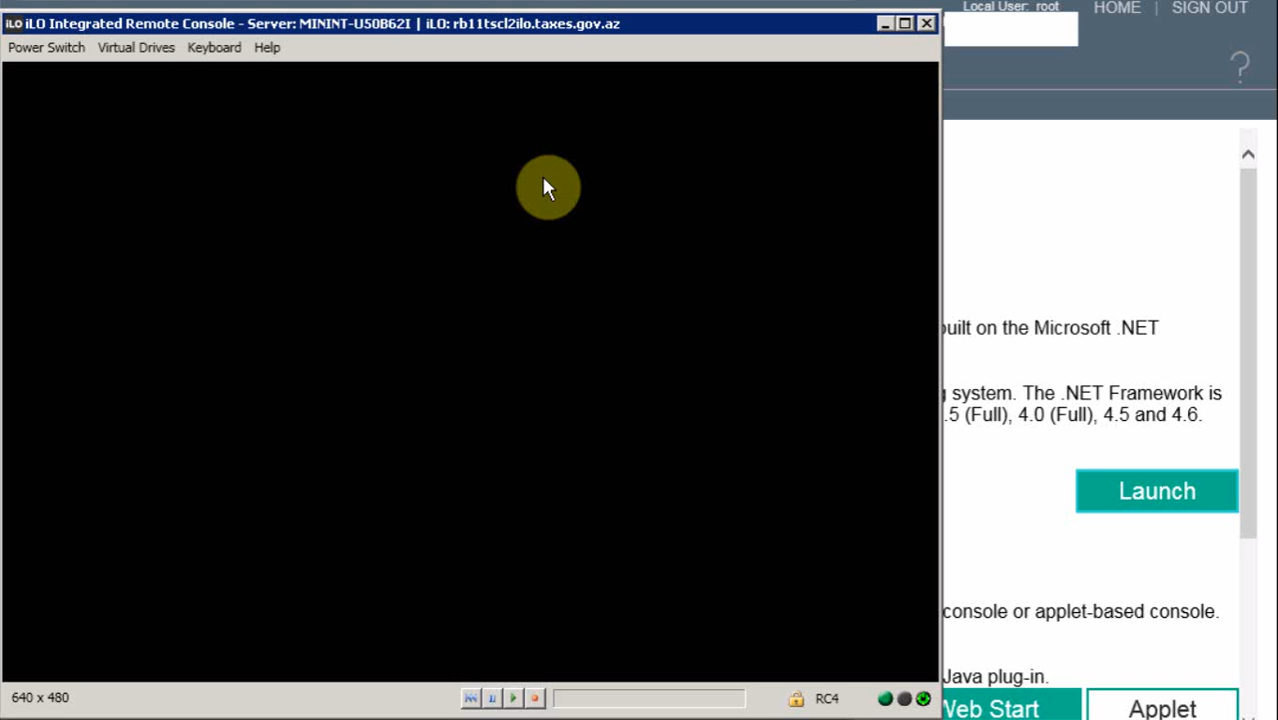 iLO iLO Integrated Remote Console - Server: MININT-U50B62I | iLO: rb11tscl2ilo.taxes.gov.az
Local User: root
HOME | SIGN OUT
Power Switch Virtual Drives Keyboard Help
?
built on the Microsoft .NET
system. The .NET Framework is
.5 (Full), 4.0 (Full), 4.5 and 4.6.
Launch
console or applet-based console.
Java plug-in.
Web Start Applet
640 x 480
RC4